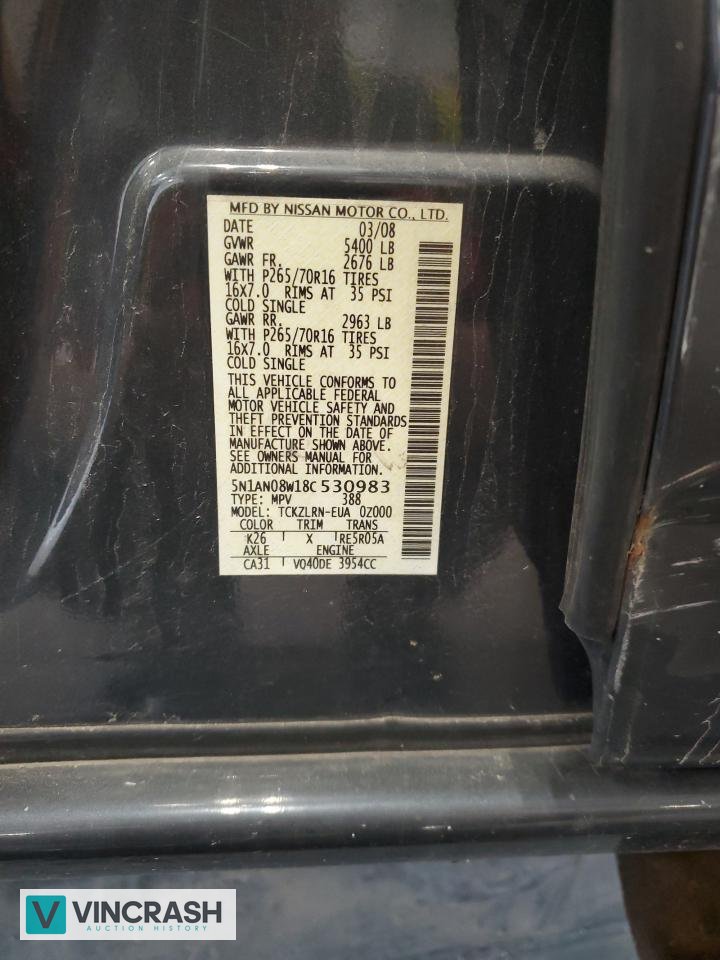 MFD BY NISSAN MOTOR CO., LTD.
DATE 03/08
GVWR 5400 LB
GAWR FR. 2676 LB
WITH P265/70R16 TIRES
16X7.0 RIMS AT 35 PSI
COLD SINGLE
GAWR RR. 2963 LB
WITH P265/70R16 TIRES
16X7.0 RIMS AT 35 PSI
COLD SINGLE
THIS VEHICLE CONFORMS TO
ALL APPLICABLE FEDERAL
MOTOR VEHICLE SAFETY AND
THEFT PREVENTION STANDARDS
IN EFFECT ON THE DATE OF
MANUFACTURE SHOWN ABOVE.
SEE OWNERS MANUAL FOR
ADDITIONAL INFORMATION.
5N1AN08W18C530983
TYPE: MPV 388
MODEL: TCKZLRN-EUA 0Z000
COLOR TRIM TRANS
K26 X RE5R05A
AXLE ENGINE
CA31 VQ40DE 3954CC
V VINCRASH
AUCTION HISTORY